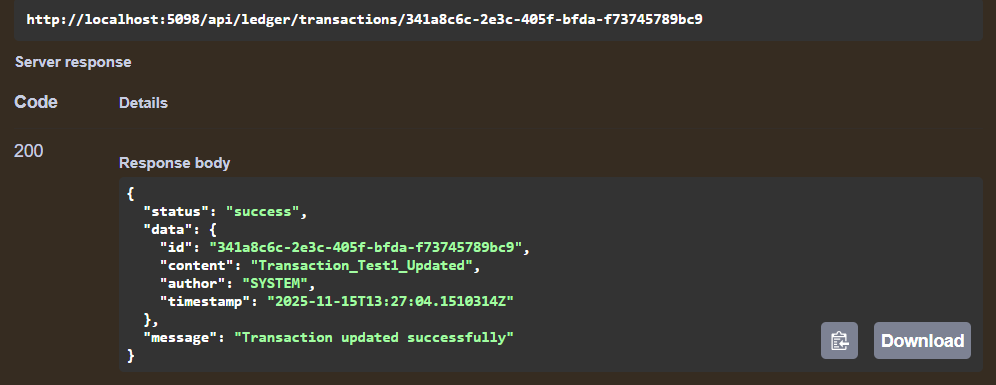 http://localhost:5098/api/ledger/transactions/341a8c6c-2e3c-405f-bfda-f73745789bc9
Server response
Code Details
200
Response body
{
  "status": "success",
  "data": {
    "id": "341a8c6c-2e3c-405f-bfda-f73745789bc9",
    "content": "Transaction_Test1_Updated",
    "author": "SYSTEM",
    "timestamp": "2025-11-15T13:27:04.1510314Z"
  },
  "message": "Transaction updated successfully"
}
Download